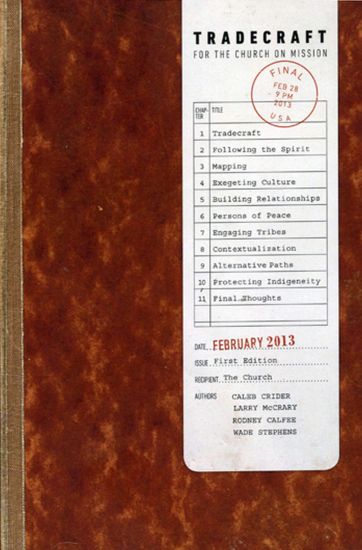 TRADECRAFT
FOR THE CHURCH ON MISSION
FINAL
FEB 28
9 PM
2013
USA
CHAP-TER TITLE
1 Tradecraft
2 Following the Spirit
3 Mapping
4 Exegeting Culture
5 Building Relationships
6 Persons of Peace
7 Engaging Tribes
8 Contextualization
9 Alternative Paths
10 Protecting Indigeneity
11 Final Thoughts
DATE FEBRUARY 2013
ISSUE First Edition
RECIPIENT The Church
AUTHORS CALEB CRIDER
LARRY McCRARY
RODNEY CALFEE
WADE STEPHENS